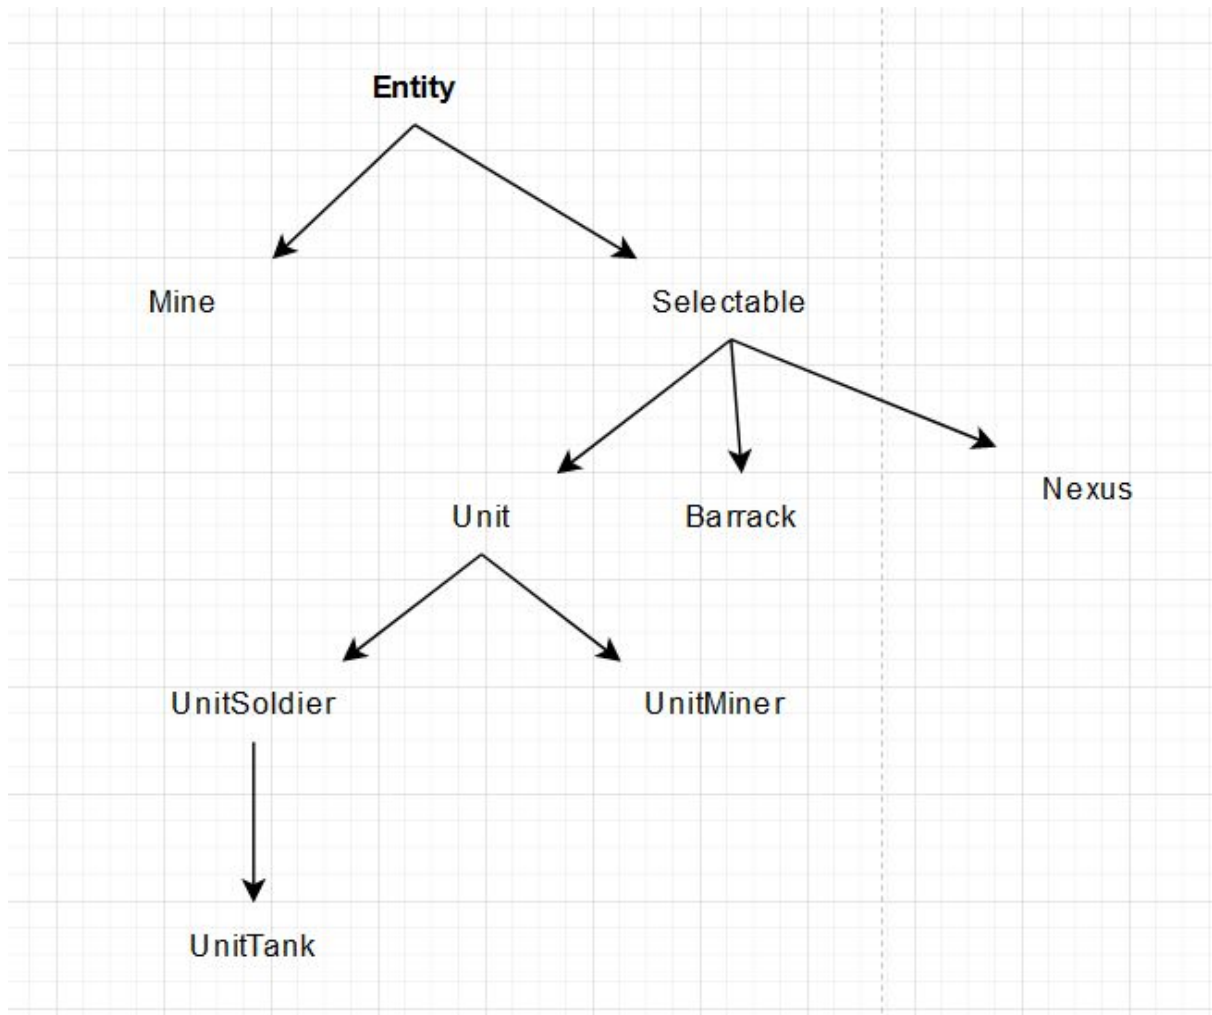 Entity
Mine
Selectable
Unit
Barrack
Nexus
UnitSoldier
UnitMiner
UnitTank